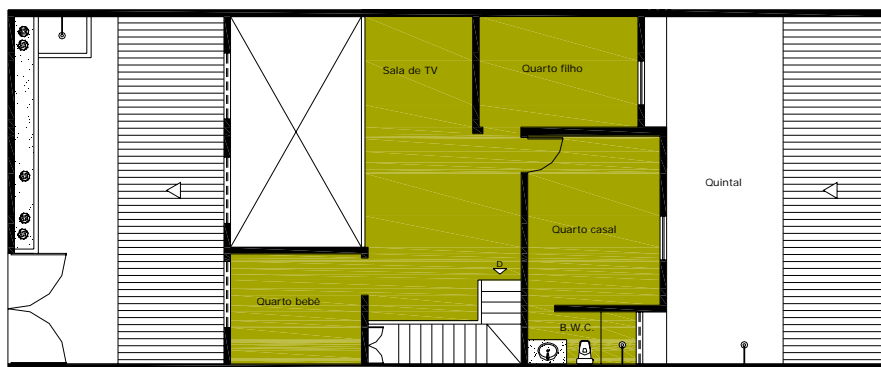 Sala de TV
Quarto filho
Quintal
Quarto casal
D
Quarto bebê
B.W.C.